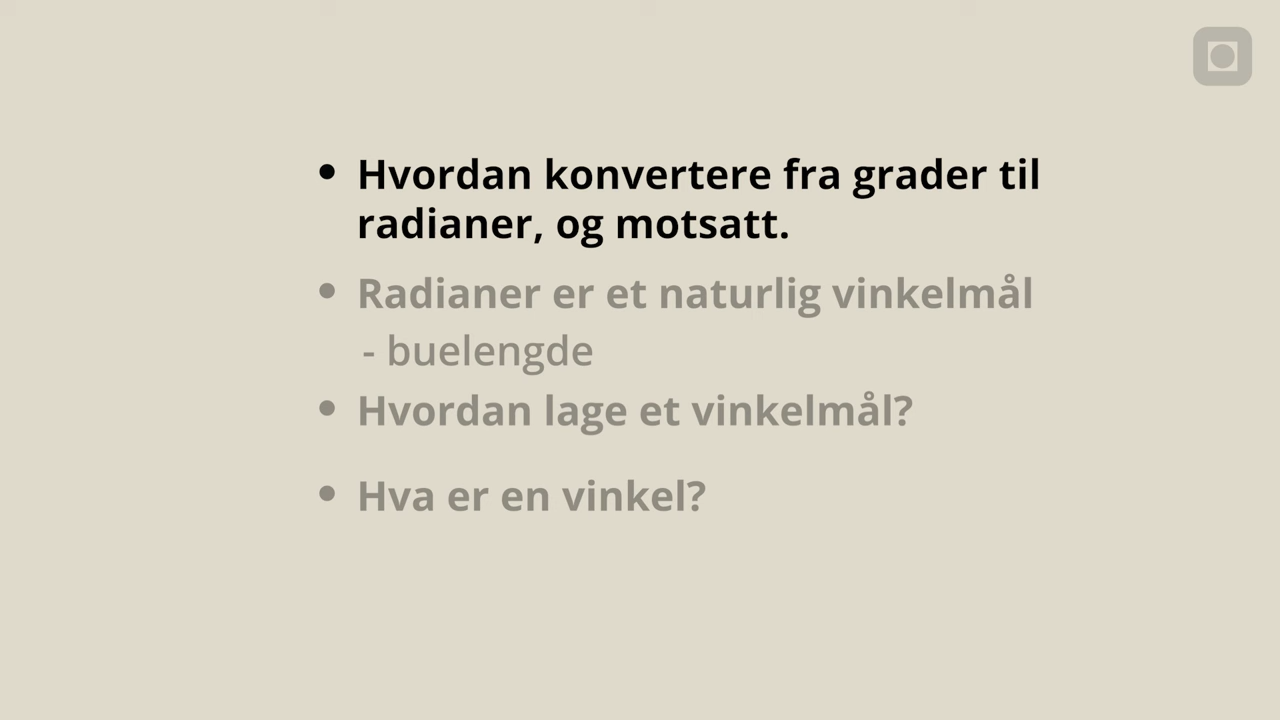 • Hvordan konvertere fra grader til
radianer, og motsatt.
• Radianer er et naturlig vinkelmål
- buelengde
• Hvordan lage et vinkelmål?
• Hva er en vinkel?